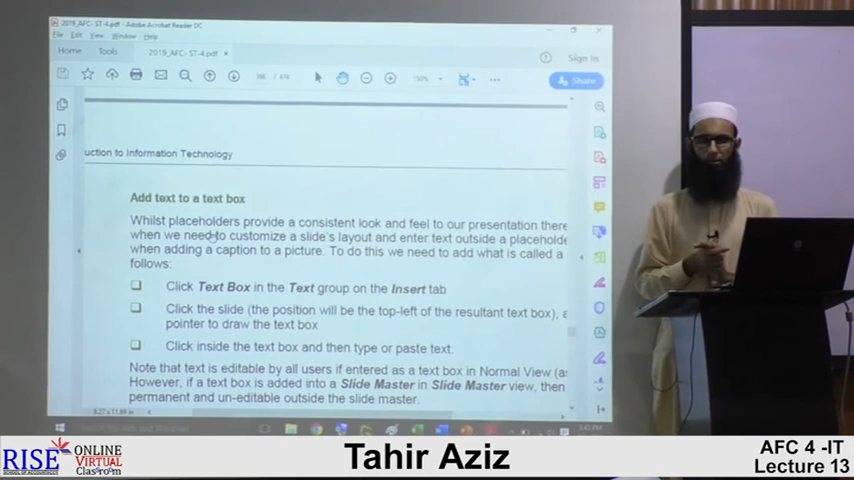 2019_AFC- ST-4.pdf - Adobe Acrobat Reader DC
File Edit View Window Help
Home Tools 2019_AFC- ST-4.pdf × Sign In
/ 474 Share
uction to Information Technology
Add text to a text box
Whilst placeholders provide a consistent look and feel to our presentation there
when we need to customize a slide's layout and enter text outside a placeholde
when adding a caption to a picture. To do this we need to add what is called a
follows:
Click Text Box in the Text group on the Insert tab
Click the slide (the position will be the top-left of the resultant text box), a
pointer to draw the text box
Click inside the text box and then type or paste text.
Note that text is editable by all users if entered as a text box in Normal View (as
However, if a text box is added into a Slide Master in Slide Master view, then
permanent and un-editable outside the slide master.
RISE ONLINE
VIRTUAL
SCHOOL OF ACCOUNTANCY Classroom
Tahir Aziz
AFC 4 -IT
Lecture 13